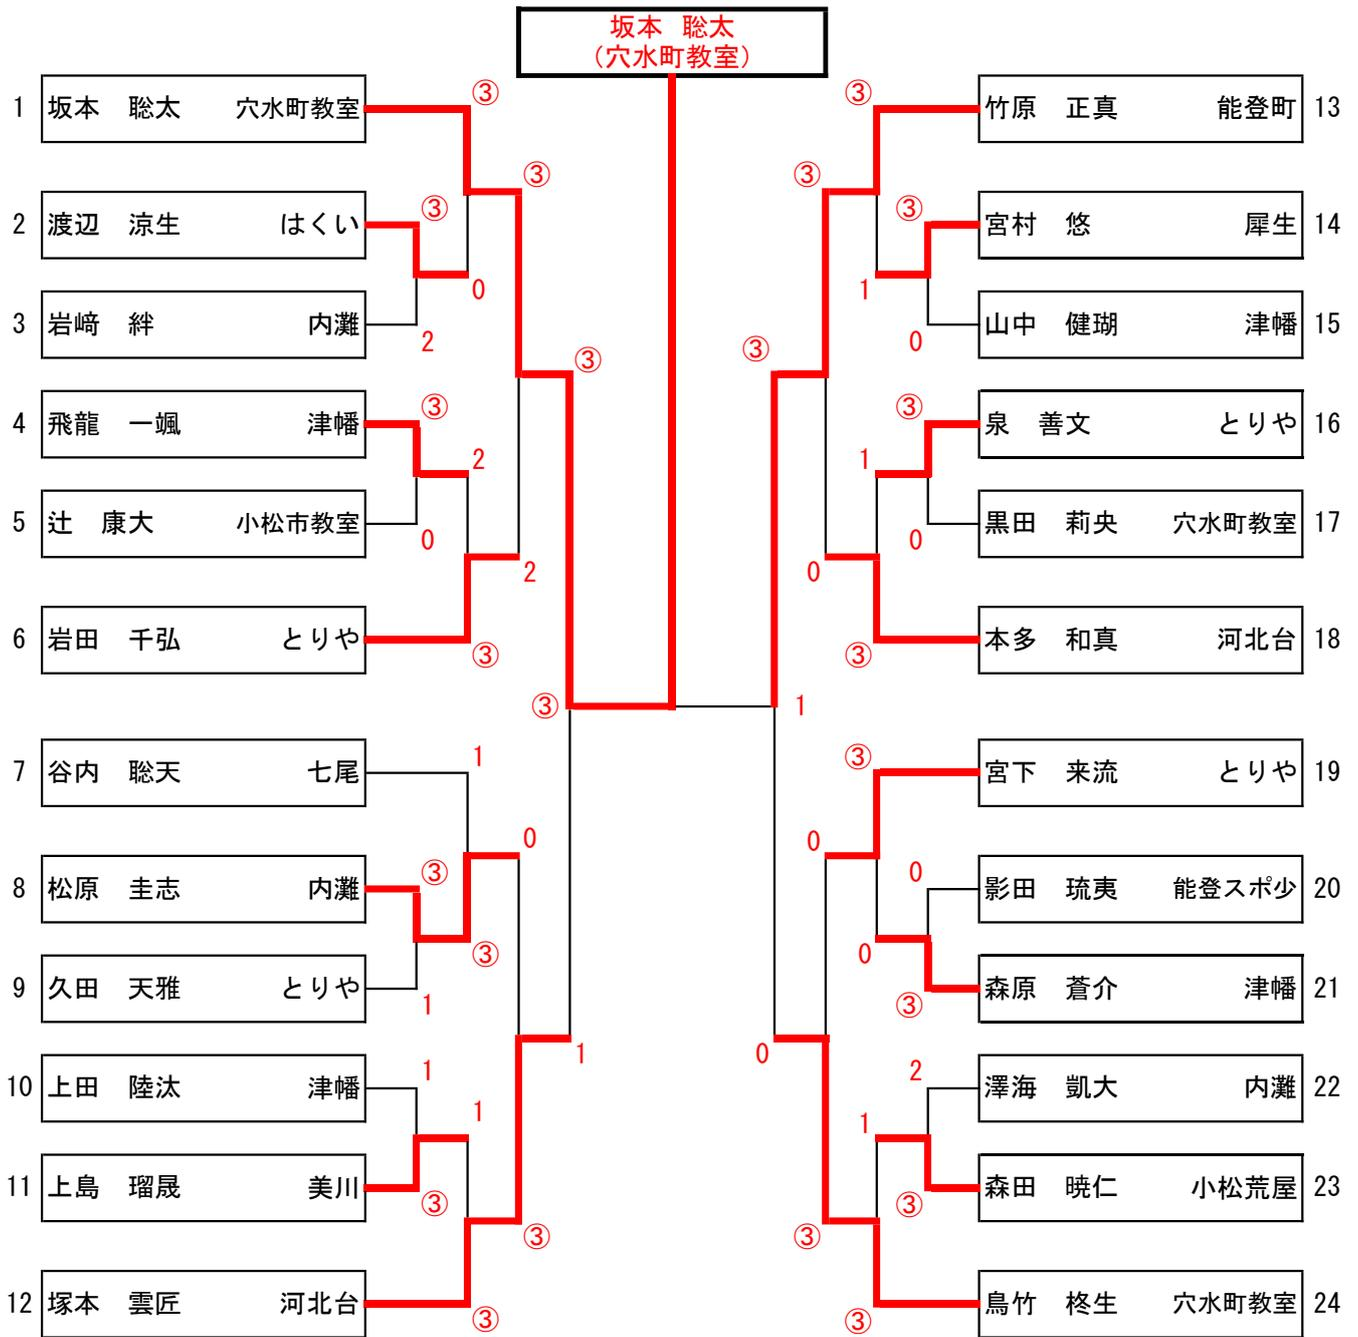 坂本 聡太
（穴水町教室）
1 坂本 聡太 穴水町教室
2 渡辺 涼生 はくい
3 岩﨑 絆 内灘
4 飛龍 一颯 津幡
5 辻 康大 小松市教室
6 岩田 千弘 とりや
7 谷内 聡天 七尾
8 松原 圭志 内灘
9 久田 天雅 とりや
10 上田 陸汰 津幡
11 上島 瑠晟 美川
12 塚本 雲匠 河北台
③
③
③
0
2
③
③
2
0
2
③
③
1
0
③
③
1
1
1
③
1
③
③
竹原 正真 能登町 13
宮村 悠 犀生 14
山中 健瑚 津幡 15
泉 善文 とりや 16
黒田 莉央 穴水町教室 17
本多 和真 河北台 18
宮下 来流 とりや 19
影田 琉夷 能登スポ少 20
森原 蒼介 津幡 21
澤海 凱大 内灘 22
森田 暁仁 小松荒屋 23
鳥竹 柊生 穴水町教室 24
③
③
③
1
0
③
③
1
0
0
③
1
③
0
0
0
③
0
2
1
③
③
③